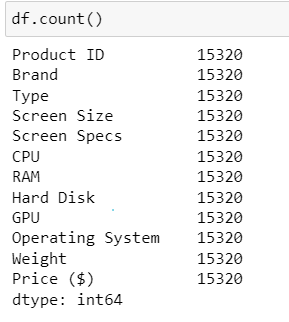 df.count()
Product ID 15320
Brand 15320
Type 15320
Screen Size 15320
Screen Specs 15320
CPU 15320
RAM 15320
Hard Disk 15320
GPU 15320
Operating System 15320
Weight 15320
Price ($) 15320
dtype: int64